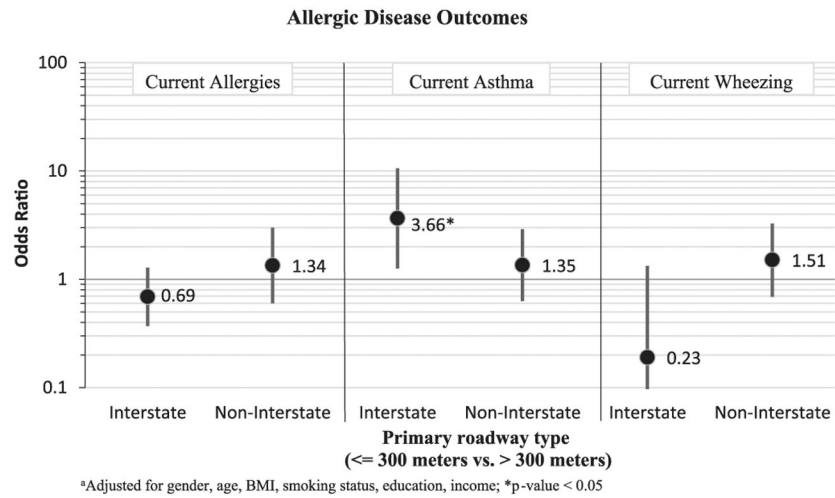 Allergic Disease Outcomes
100
Current Allergies
Current Asthma
Current Wheezing
10
Odds Ratio
3.66*
1.34
1.35
1.51
1
0.69
0.23
0.1
Interstate Non-Interstate Interstate Non-Interstate Interstate Non-Interstate
Primary roadway type
(<= 300 meters vs. > 300 meters)
ᵃAdjusted for gender, age, BMI, smoking status, education, income; *p-value < 0.05